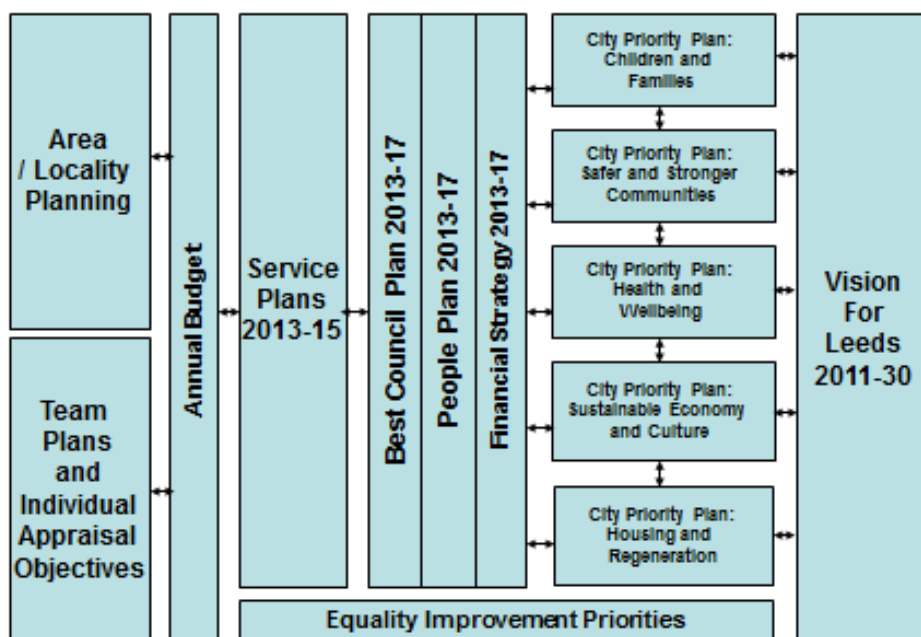 Area
/ Locality
Planning
Team
Plans
and
Individual
Appraisal
Objectives
Annual Budget
Service
Plans
2013-15
Best Council Plan 2013-17
People Plan 2013-17
Financial Strategy 2013-17
City Priority Plan:
Children and
Families
City Priority Plan:
Safer and Stronger
Communities
City Priority Plan:
Health and
Wellbeing
City Priority Plan:
Sustainable Economy
and Culture
City Priority Plan:
Housing and
Regeneration
Vision
For
Leeds
2011-30
Equality Improvement Priorities